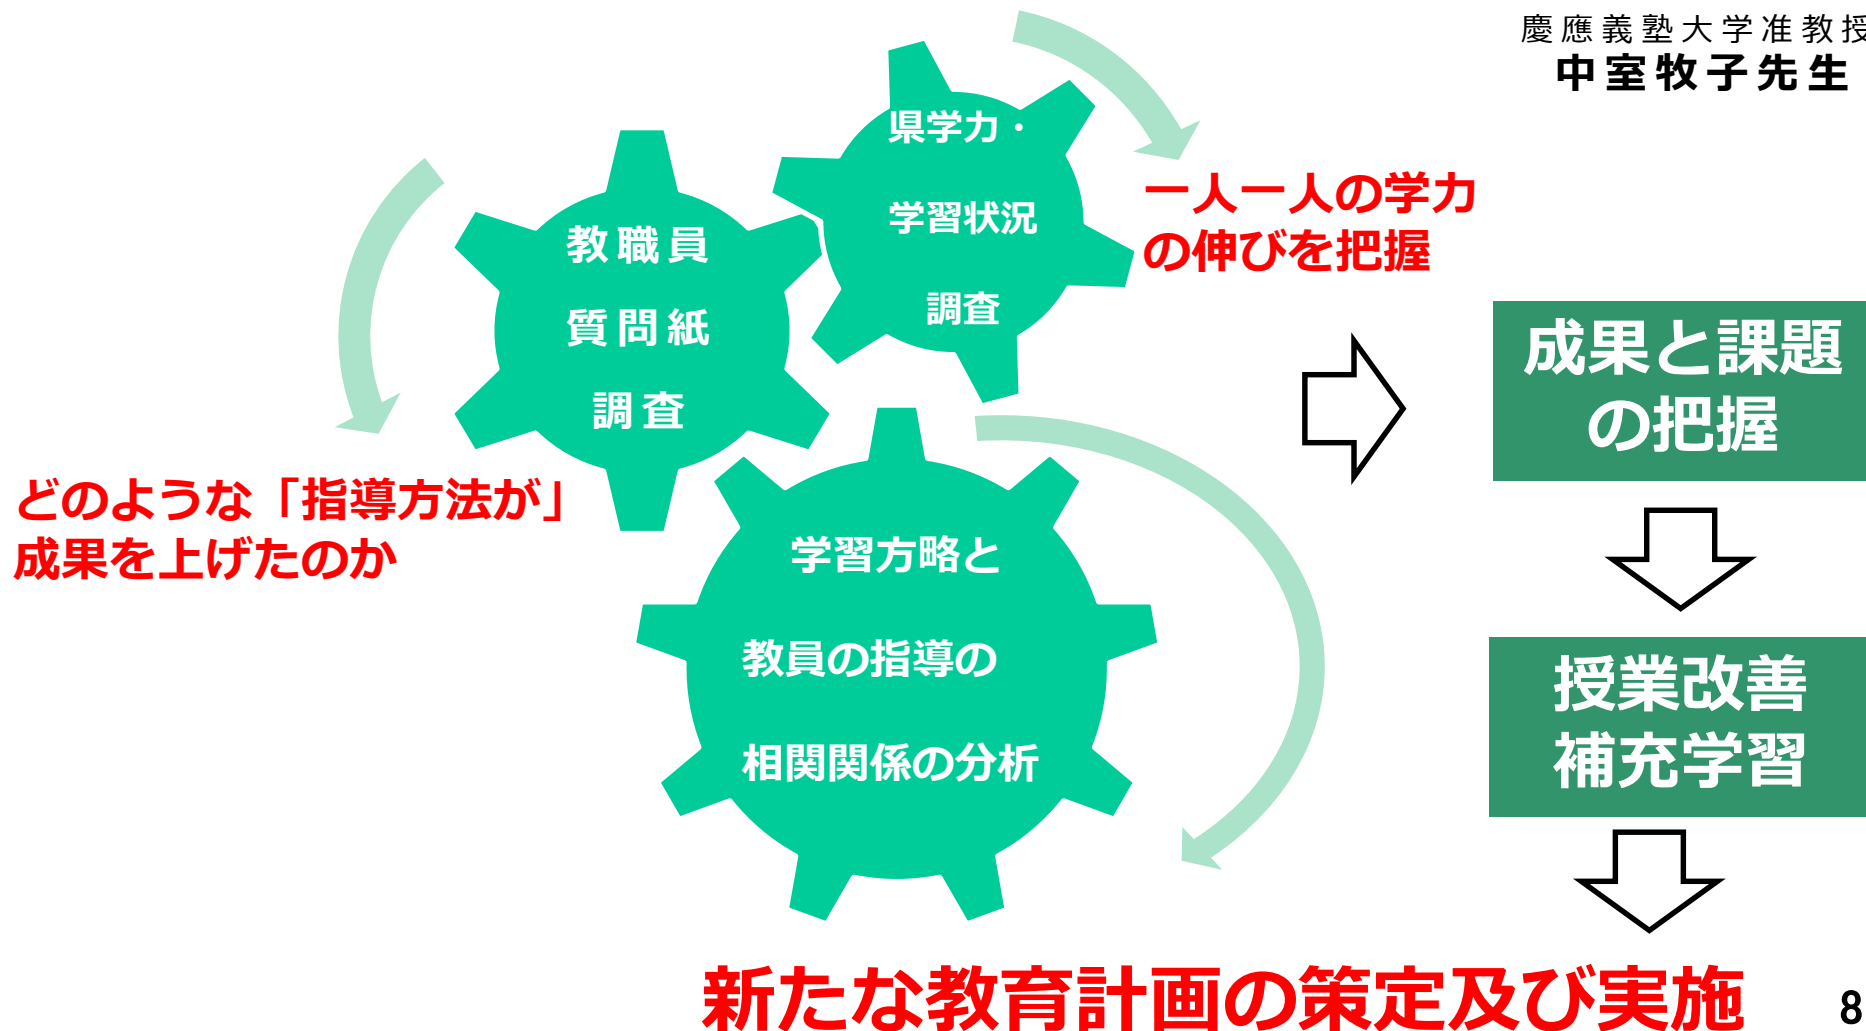 慶應義塾大学准教授
中室牧子先生
県学力・
学習状況
調査
一人一人の学力
の伸びを把握
教職員
質問紙
調査
どのような「指導方法が」
成果を上げたのか
学習方略と
教員の指導の
相関関係の分析
成果と課題
の把握
授業改善
補充学習
新たな教育計画の策定及び実施
8